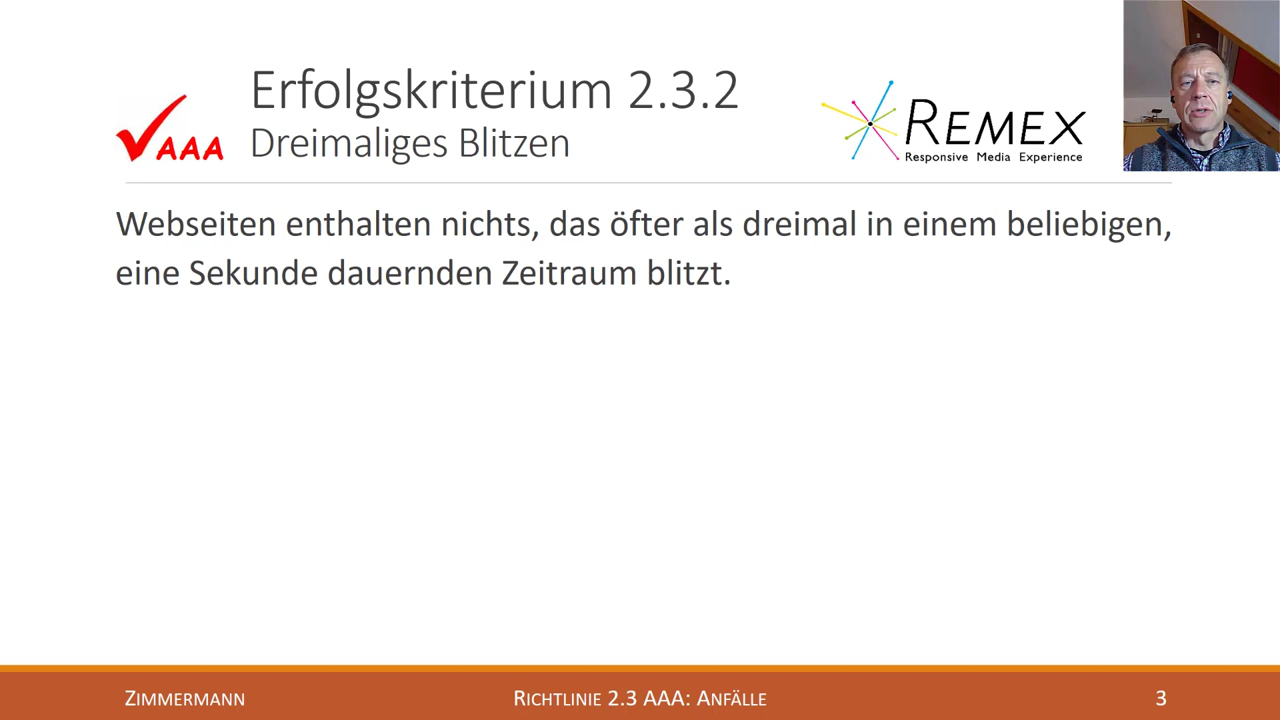 Erfolgskriterium 2.3.2
AAA
Dreimaliges Blitzen
REMEX
Responsive Media Experience
Webseiten enthalten nichts, das öfter als dreimal in einem beliebigen,
eine Sekunde dauernden Zeitraum blitzt.
ZIMMERMANN
RICHTLINIE 2.3 AAA: ANFÄLLE
3